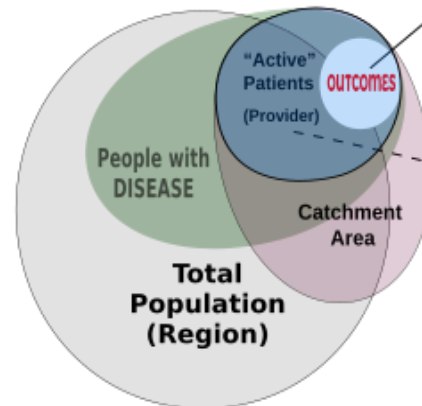 “Active”
Patients
(Provider)
OUTCOMES
People with
DISEASE
Catchment
Area
Total
Population
(Region)